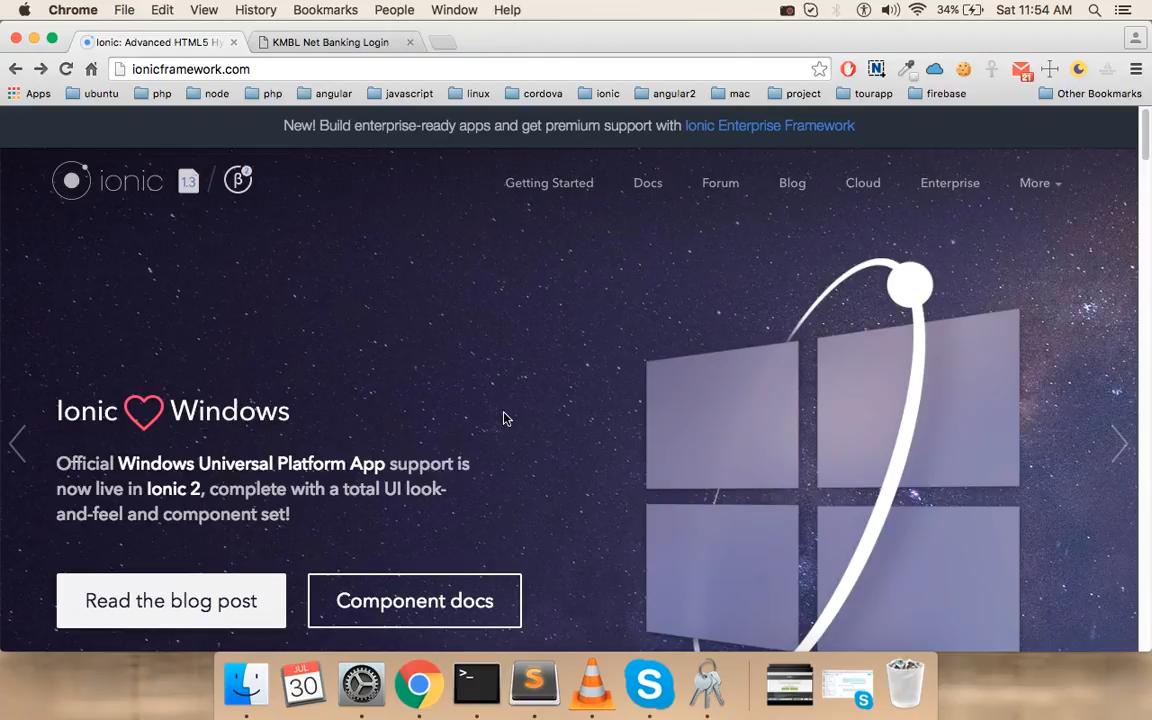 Chrome File Edit View History Bookmarks People Window Help 34% Sat 11:54 AM
Ionic: Advanced HTML5 Hy KMBL Net Banking Login
ionicframework.com
N 21
Apps ubuntu php node php angular javascript linux cordova ionic angular2 mac project tourapp firebase Other Bookmarks
New! Build enterprise-ready apps and get premium support with Ionic Enterprise Framework
ionic 1.3 / β 2 Getting Started Docs Forum Blog Cloud Enterprise More
Ionic Windows
Official Windows Universal Platform App support is
now live in Ionic 2, complete with a total UI look-
and-feel and component set!
Read the blog post Component docs
JUL
30
>_
S
S